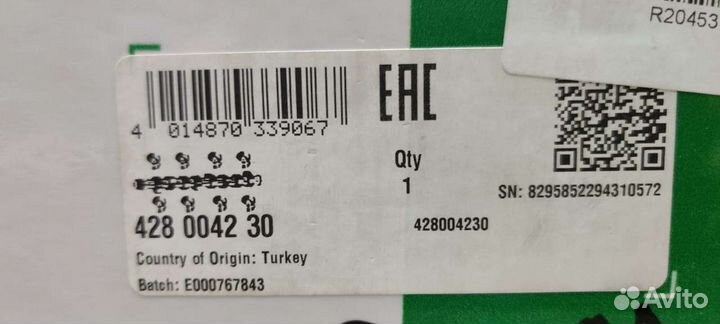 R20453
EAC
4 014870 339067
Qty
1
SN: 8295852294310572
428 0042 30
428004230
Country of Origin: Turkey
Batch: E000767843
Avito